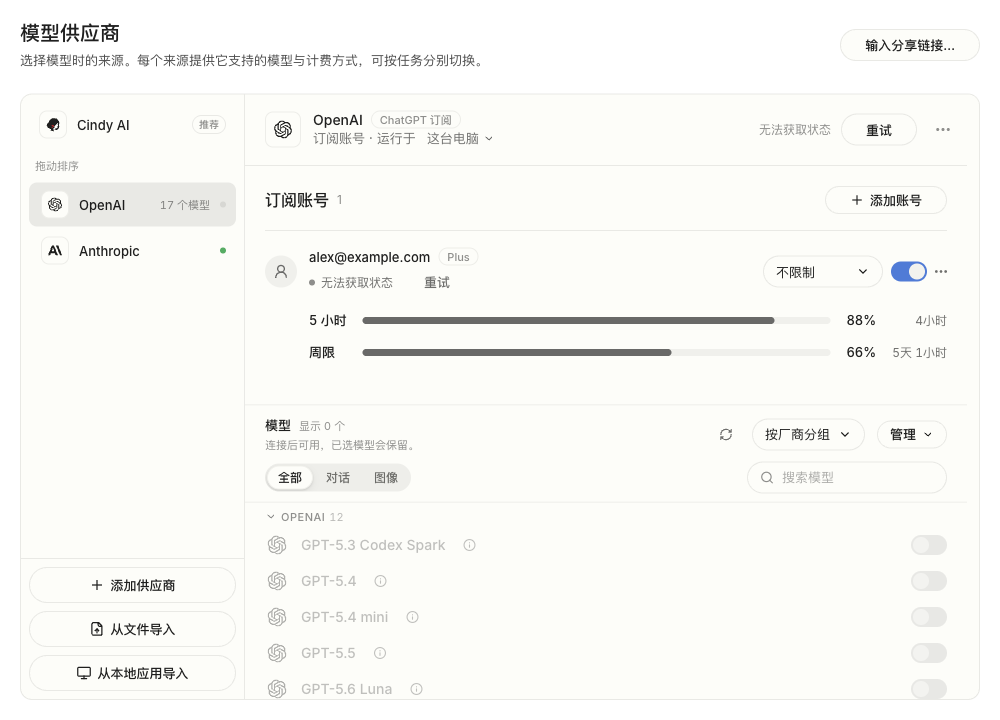 模型供应商
选择模型时的来源。每个来源提供它支持的模型与计费方式，可按任务分别切换。
输入分享链接...
Cindy AI 推荐
拖动排序
OpenAI 17 个模型
Anthropic
添加供应商
从文件导入
从本地应用导入
OpenAI ChatGPT 订阅
订阅账号 · 运行于 这台电脑
无法获取状态 重试
订阅账号 1
添加账号
alex@example.com Plus
无法获取状态 重试
不限制
5 小时 88% 4小时
周限 66% 5天 1小时
模型 显示 0 个
连接后可用，已选模型会保留。
按厂商分组 管理
全部 对话 图像
搜索模型
OPENAI 12
GPT-5.3 Codex Spark
GPT-5.4
GPT-5.4 mini
GPT-5.5
GPT-5.6 Luna